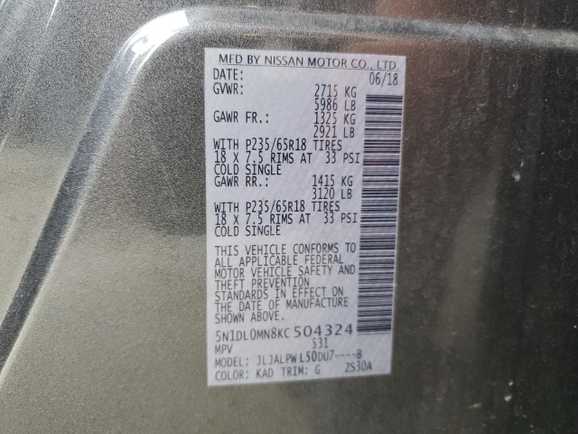 MFD BY NISSAN MOTOR CO., LTD.
DATE: 06/18
GVWR: 2715 KG
5986 LB
GAWR FR.: 1325 KG
2921 LB
WITH P235/65R18 TIRES
18 X 7.5 RIMS AT 33 PSI
COLD SINGLE
GAWR RR.: 1415 KG
3120 LB
WITH P235/65R18 TIRES
18 X 7.5 RIMS AT 33 PSI
COLD SINGLE
THIS VEHICLE CONFORMS TO
ALL APPLICABLE FEDERAL
MOTOR VEHICLE SAFETY AND
THEFT PREVENTION
STANDARDS IN EFFECT ON
THE DATE OF MANUFACTURE
SHOWN ABOVE.
5N1DL0MN8KC504324
MPV S31
MODEL: JLJALPWL50DU7----B
COLOR: KAD TRIM: G ZS30A